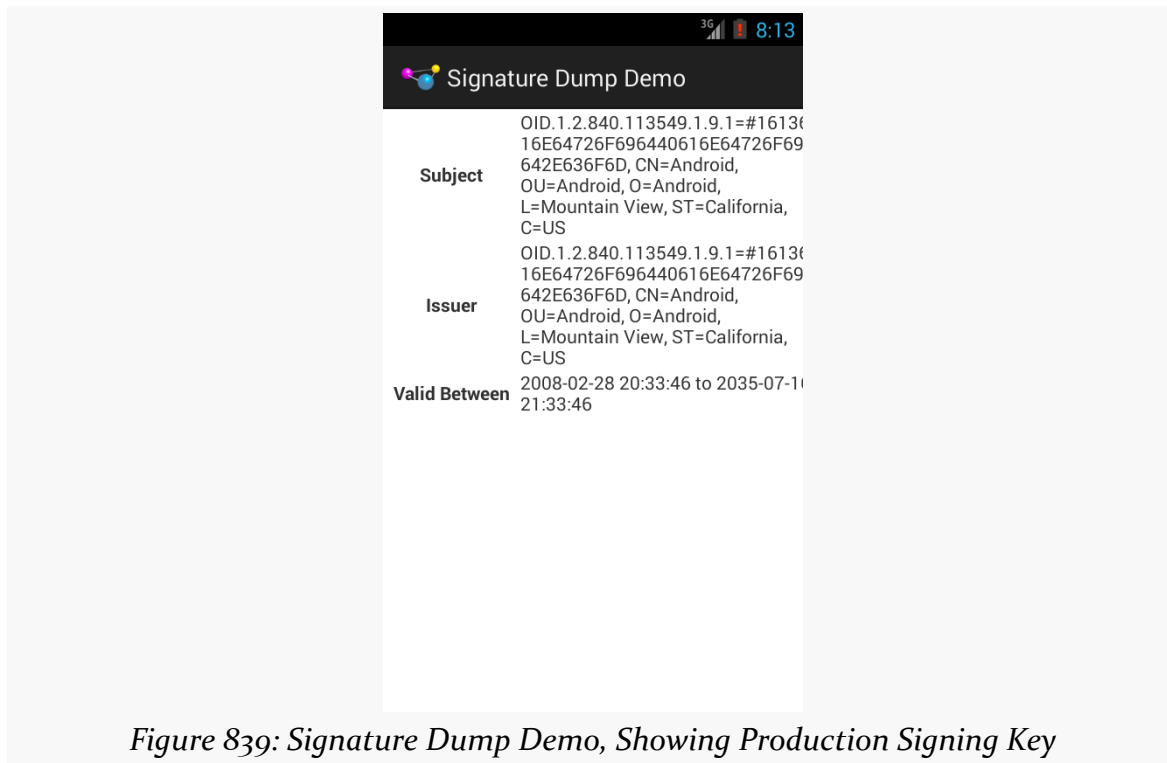 3G
8:13
Signature Dump Demo
Subject
OID.1.2.840.113549.1.9.1=#16136
16E64726F696440616E64726F69
642E636F6D, CN=Android,
OU=Android, O=Android,
L=Mountain View, ST=California,
C=US
Issuer
OID.1.2.840.113549.1.9.1=#16136
16E64726F696440616E64726F69
642E636F6D, CN=Android,
OU=Android, O=Android,
L=Mountain View, ST=California,
C=US
Valid Between
2008-02-28 20:33:46 to 2035-07-16
21:33:46
Figure 839: Signature Dump Demo, Showing Production Signing Key